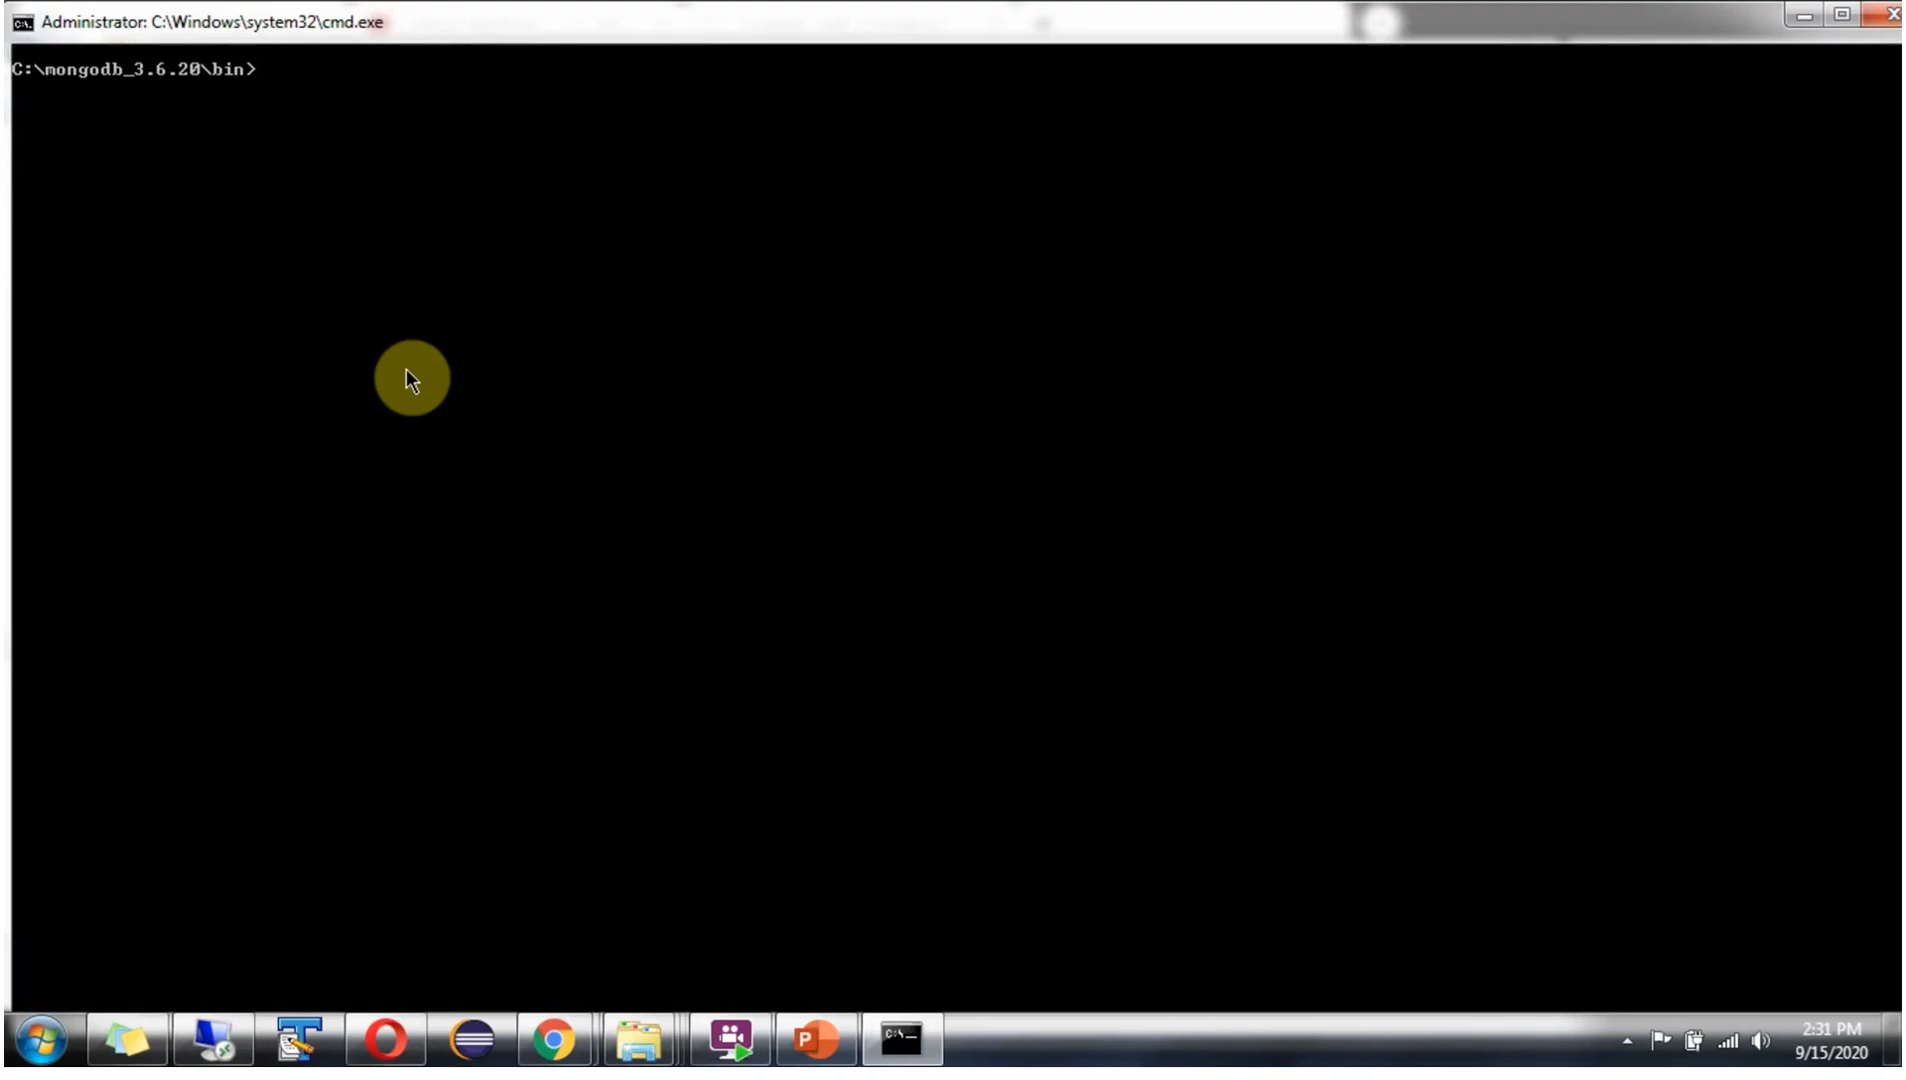 Administrator: C:\Windows\system32\cmd.exe
C:\mongodb_3.6.20\bin>
2:31 PM
9/15/2020